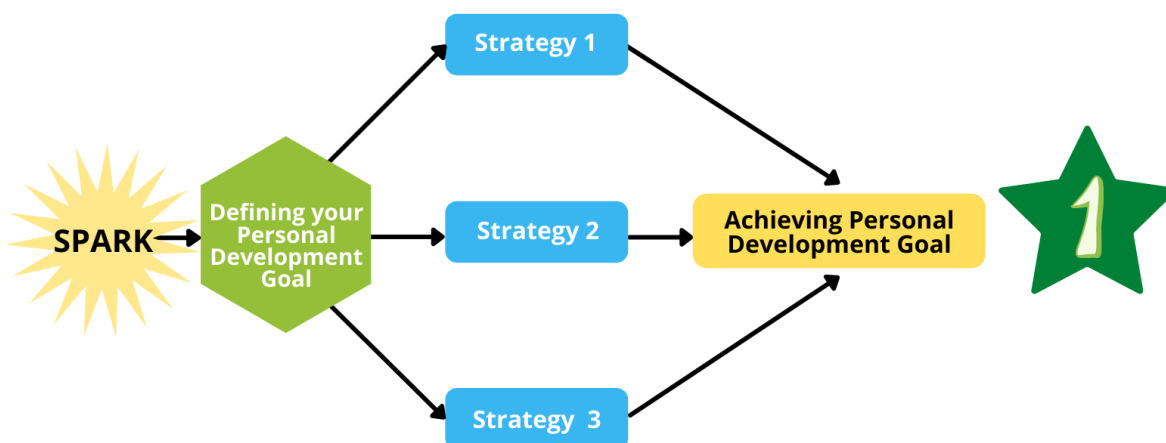 SPARK
Defining your
Personal
Development
Goal
Strategy 1
Strategy 2
Strategy 3
Achieving Personal
Development Goal
1